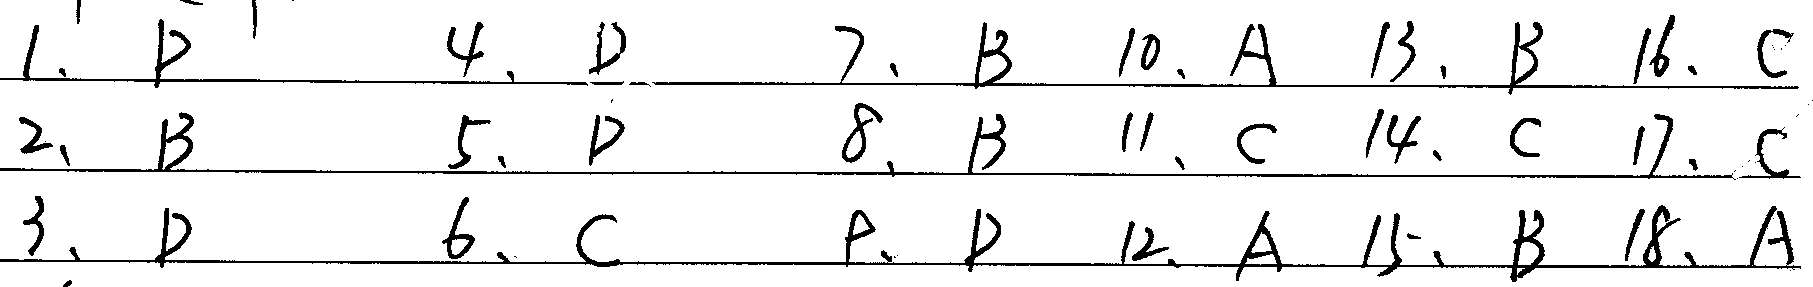 1、 D 4、 D 7、 B 10、 A 13、 B 16、 C
2、 B 5、 D 8、 B 11、 C 14、 C 17、 C
3、 D 6、 C 9、 D 12、 A 15、 B 18、 A